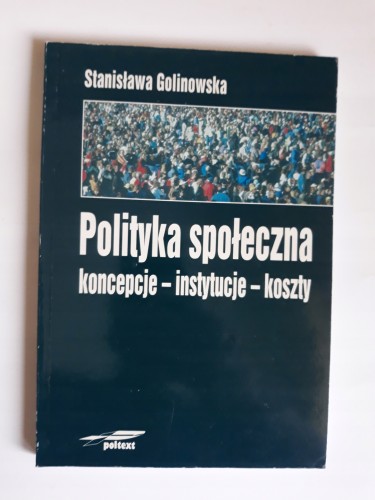 Stanisława Golinowska
Polityka społeczna
koncepcje – instytucje – koszty
poltext